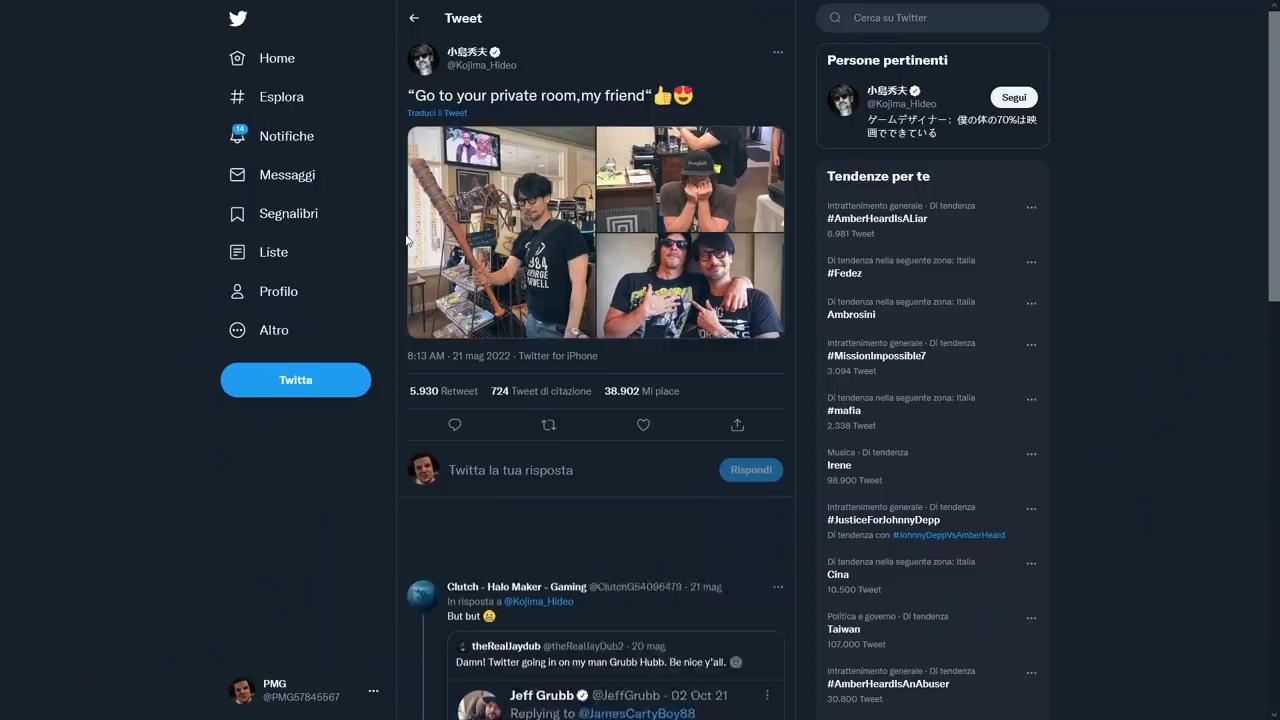 Home
Esplora
14
Notifiche
Messaggi
Segnalibri
Liste
Profilo
Altro
Twitta
PMG
@PMG57845567
Tweet
小島秀夫
@Kojima_Hideo
“Go to your private room,my friend“👍😍
Traduci il Tweet
1984
GEORGE
ORWELL
8:13 AM · 21 mag 2022 · Twitter for iPhone
5.930 Retweet 724 Tweet di citazione 38.902 Mi piace
Twitta la tua risposta
Rispondi
Clutch - Halo Maker - Gaming @ClutchG54096479 · 21 mag
In risposta a @Kojima_Hideo
But but
theRealJaydub @theRealJayDub2 · 20 mag
Damn! Twitter going in on my man Grubb Hubb. Be nice y'all.
Jeff Grubb @JeffGrubb · 02 Oct 21
Replying to @JamesCartyBoy88
Cerca su Twitter
Persone pertinenti
小島秀夫
@Kojima_Hideo
Segui
ゲームデザイナー：僕の体の70%は映
画でできている
Tendenze per te
Intrattenimento generale · Di tendenza
#AmberHeardIsALiar
6.981 Tweet
Di tendenza nella seguente zona: Italia
#Fedez
Di tendenza nella seguente zona: Italia
Ambrosini
Intrattenimento generale · Di tendenza
#MissionImpossible7
3.094 Tweet
Di tendenza nella seguente zona: Italia
#mafia
2.338 Tweet
Musica · Di tendenza
Irene
98.900 Tweet
Intrattenimento generale · Di tendenza
#JusticeForJohnnyDepp
Di tendenza con #JohnnyDeppVsAmberHeard
Di tendenza nella seguente zona: Italia
Cina
10.500 Tweet
Politica e governo · Di tendenza
Taiwan
107.000 Tweet
Intrattenimento generale · Di tendenza
#AmberHeardIsAnAbuser
30.800 Tweet